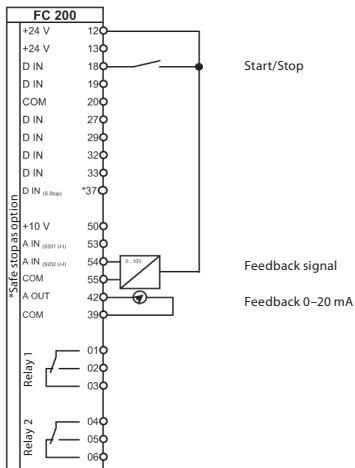 FC 200
+24 V 12
+24 V 13
D IN 18
Start/Stop
D IN 19
COM 20
D IN 27
D IN 29
D IN 32
D IN 33
D IN (S.Stop) *37
*Safe stop as option
+10 V 50
A IN (S201 U-I) 53
A IN (S202 U-I) 54
0...10V
Feedback signal
COM 55
A OUT 42
Feedback 0–20 mA
COM 39
Relay 1
01
02
03
Relay 2
04
05
06